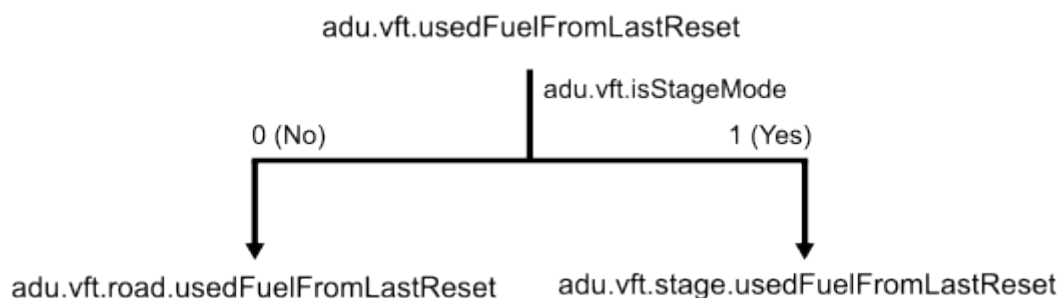 adu.vft.usedFuelFromLastReset
adu.vft.isStageMode
0 (No)
1 (Yes)
adu.vft.road.usedFuelFromLastReset
adu.vft.stage.usedFuelFromLastReset